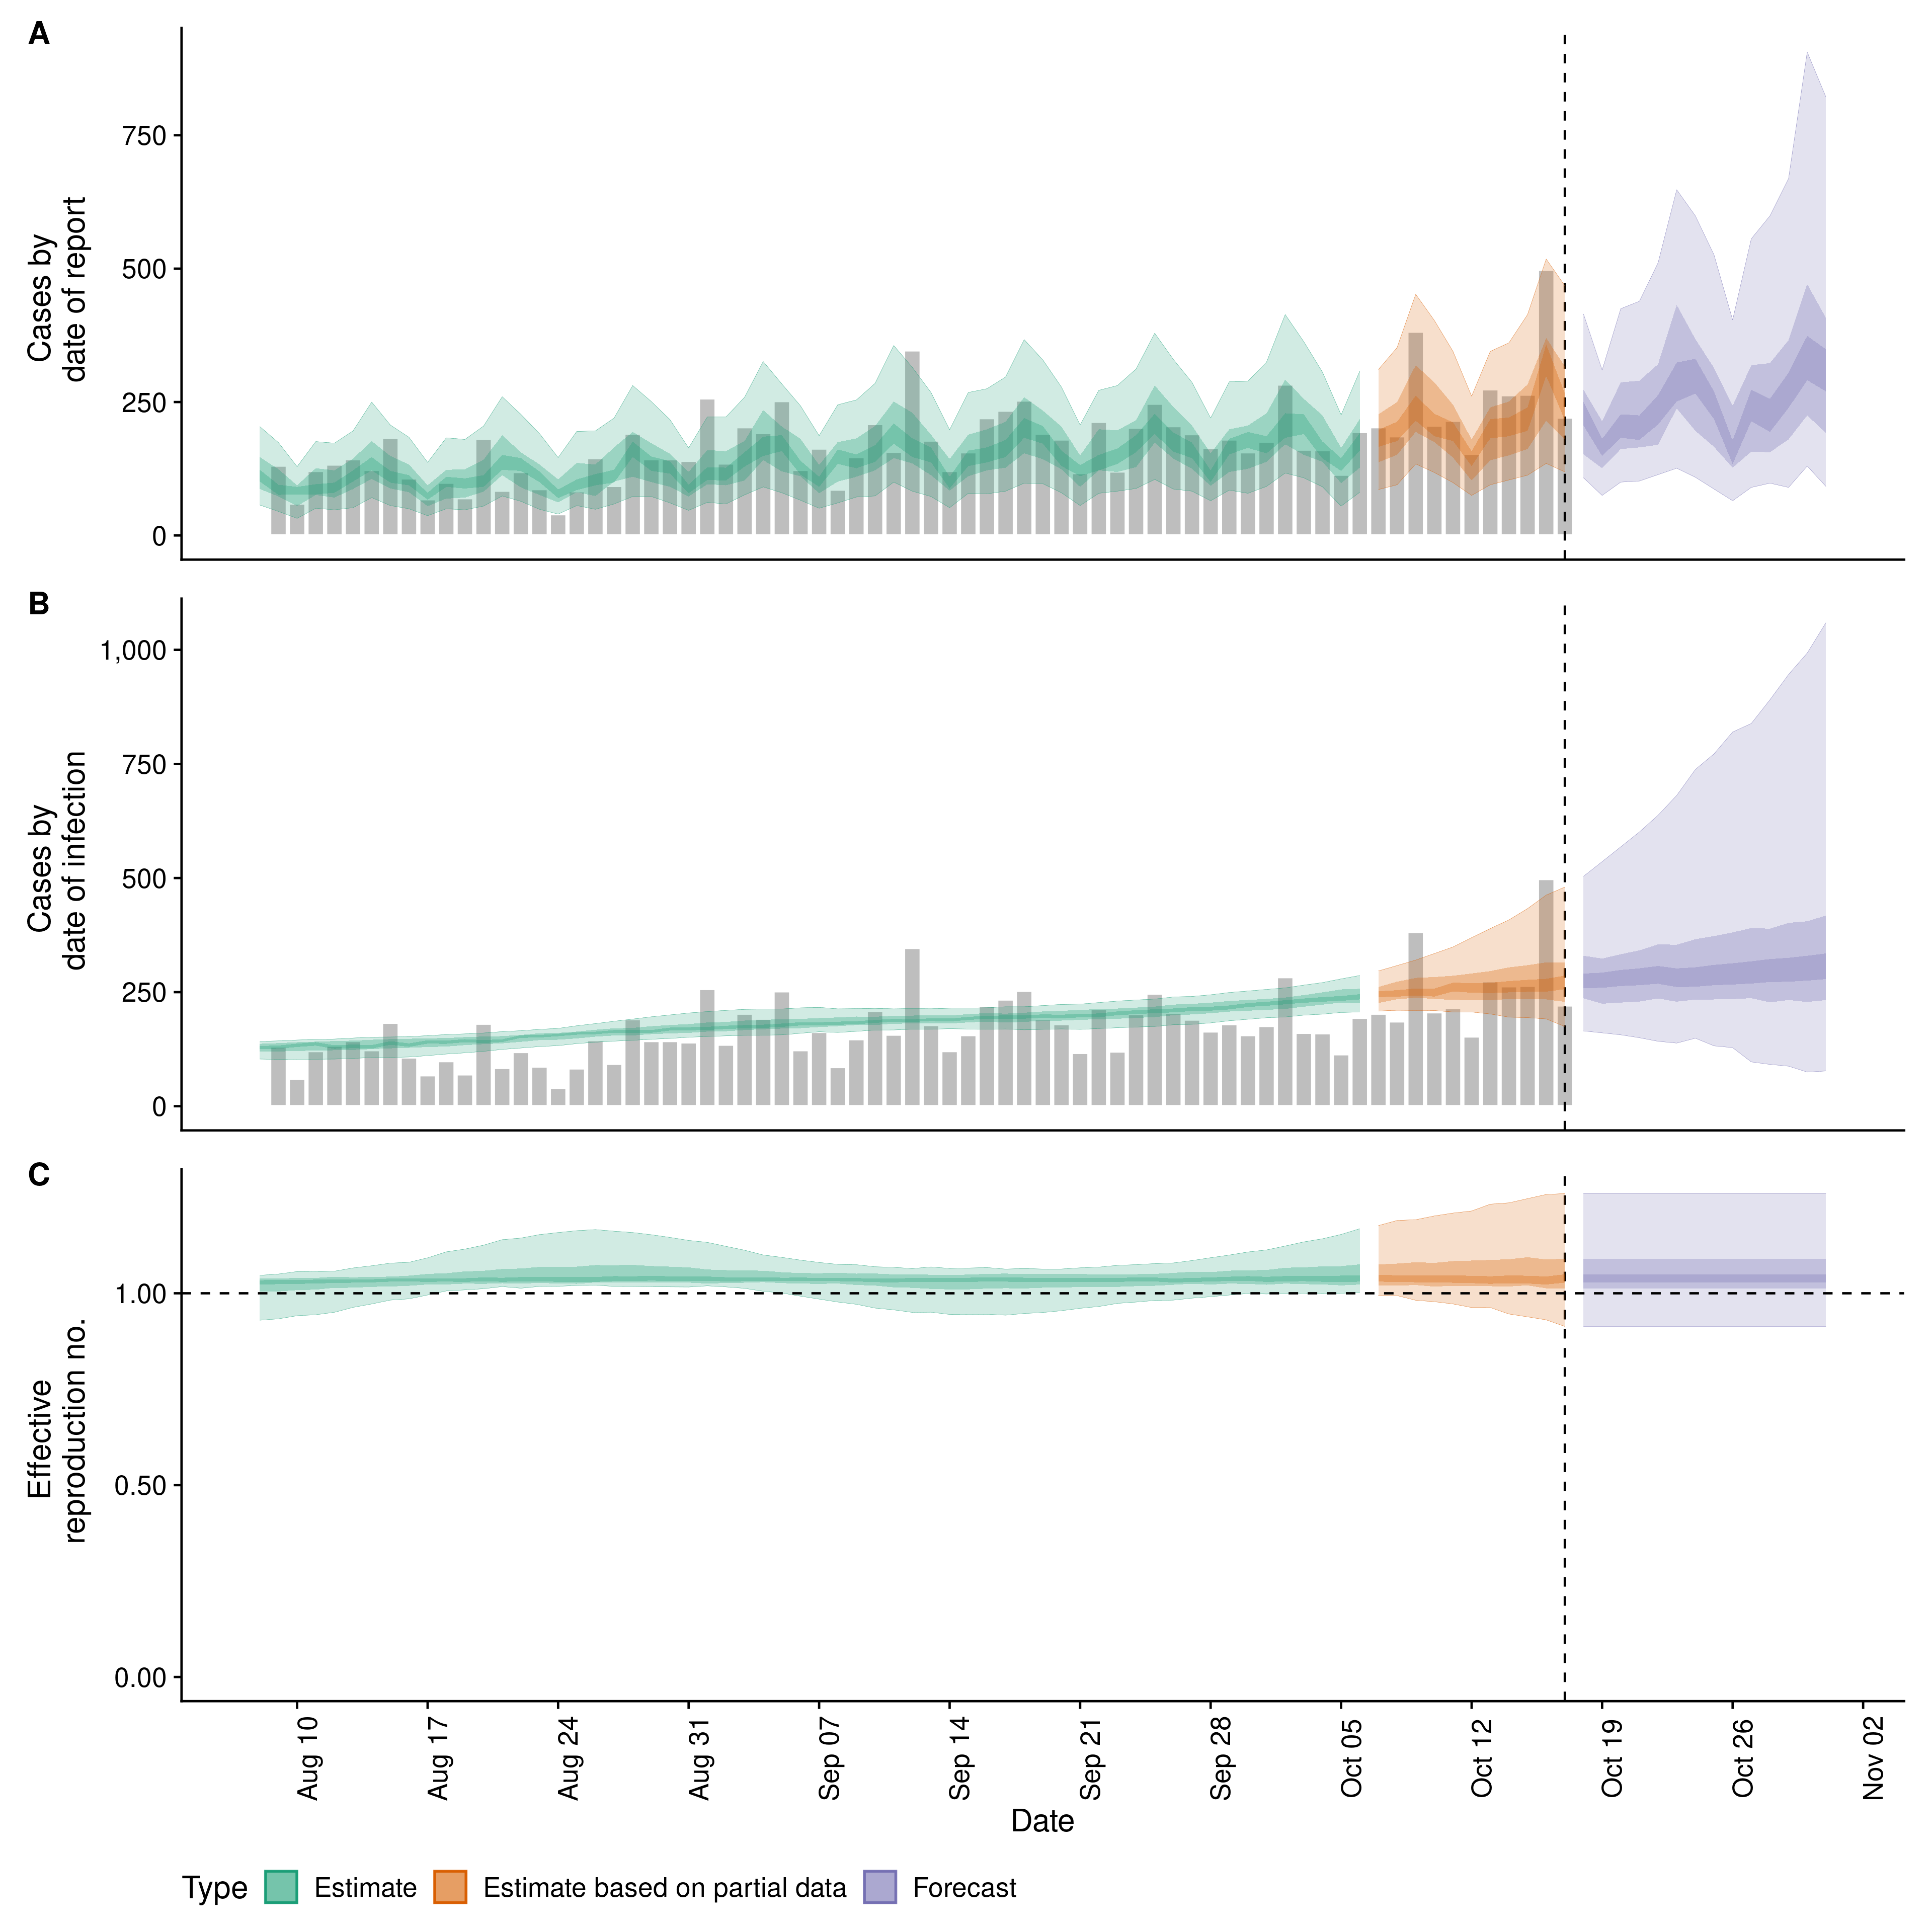 A
Cases by
date of report
750
500
250
0
B
Cases by
date of infection
1,000
750
500
250
0
C
Effective
reproduction no.
1.00
0.50
0.00
Aug 10
Aug 17
Aug 24
Aug 31
Sep 07
Sep 14
Sep 21
Sep 28
Oct 05
Oct 12
Oct 19
Oct 26
Nov 02
Date
Type Estimate Estimate based on partial data Forecast